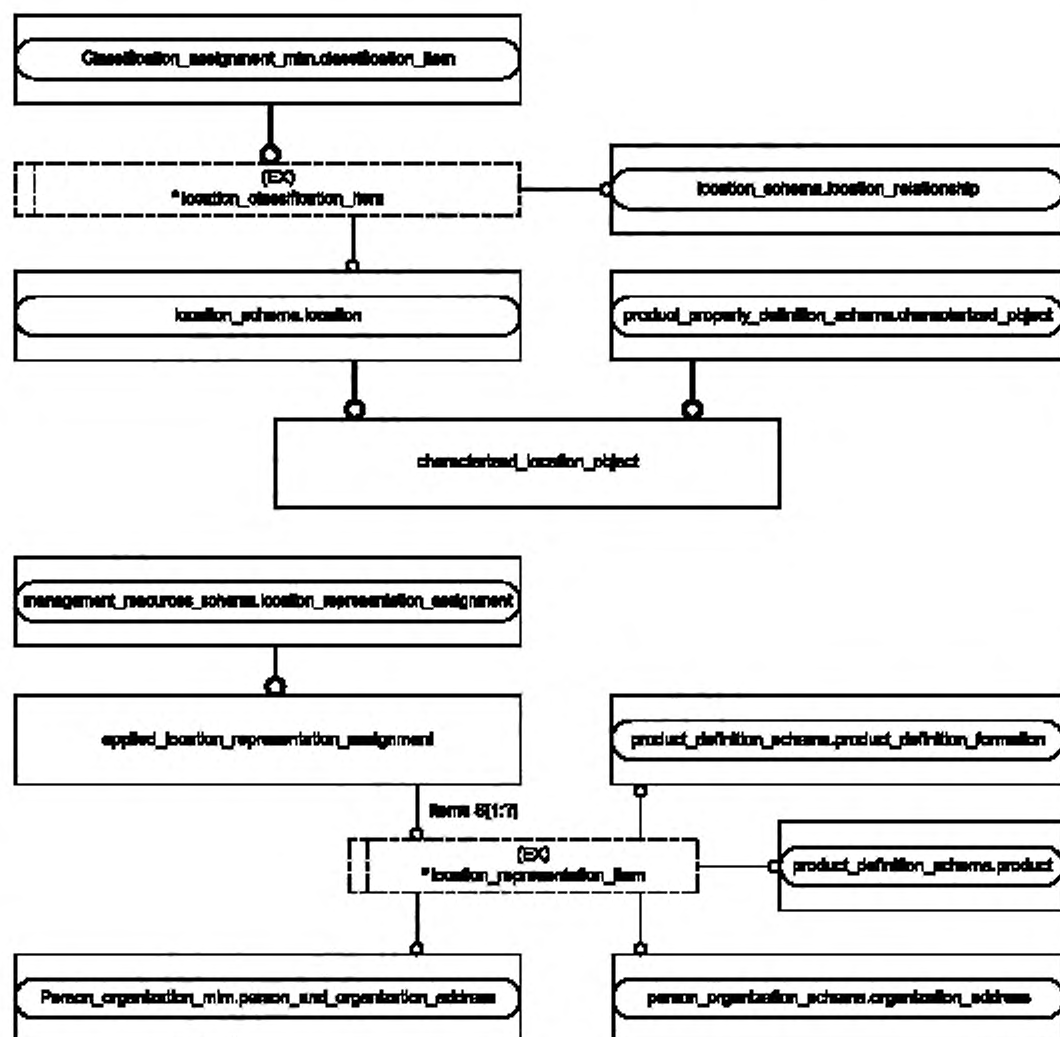 Classification_assignment_mim.classification_item
(EX)
*location_classification_item
location_schema.location_relationship
location_schema.location
product_property_definition_schema.characterized_object
characterized_location_object
management_resources_schema.location_representation_assignment
applied_location_representation_assignment
product_definition_schema.product_definition_formation
items S[1:?]
(EX)
*location_representation_item
product_definition_schema.product
Person_organization_mim.person_and_organization_address
person_organization_schema.organization_address